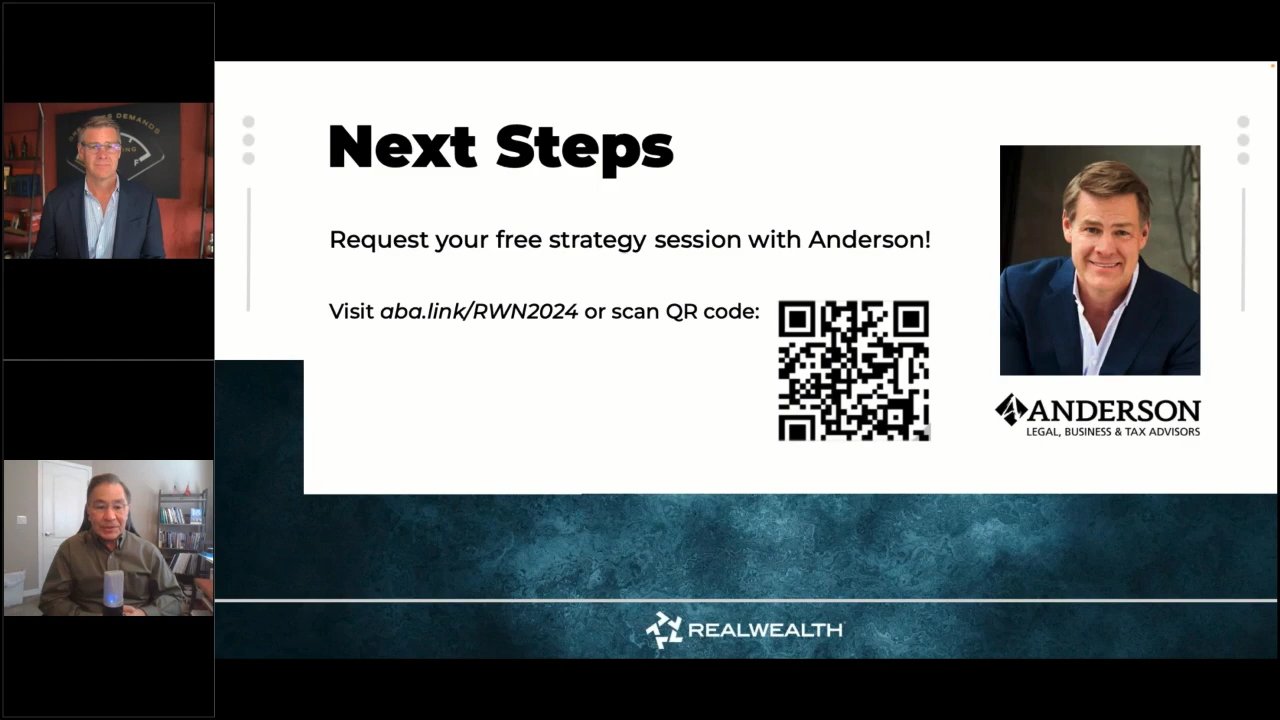 Next Steps
Request your free strategy session with Anderson!
Visit aba.link/RWN2024 or scan QR code:
ANDERSON
LEGAL, BUSINESS & TAX ADVISORS
REALWEALTH
DEMANDS